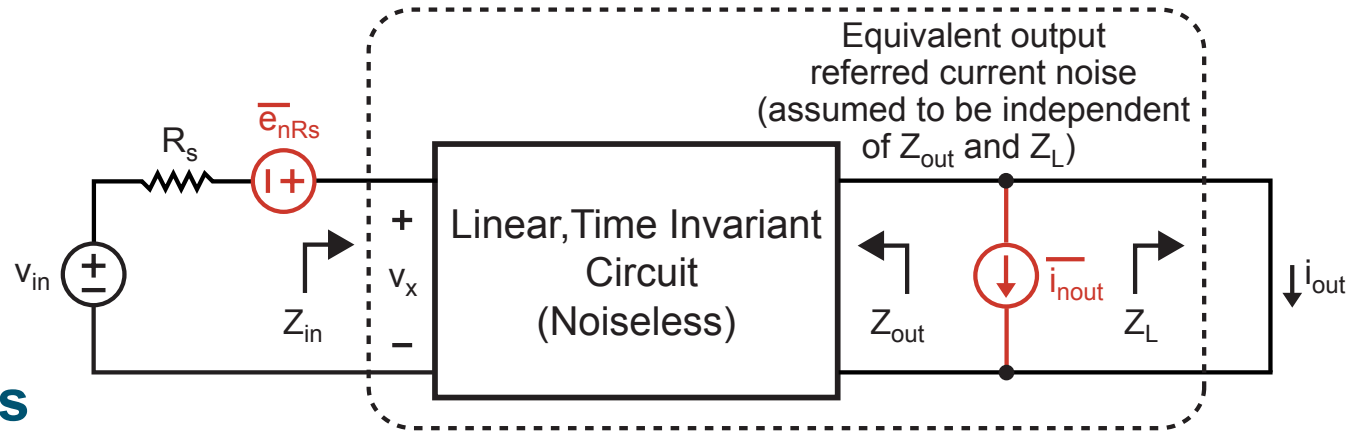 Equivalent output
referred current noise
(assumed to be independent
of Zout and ZL)
enRs
Rs
+
vx
−
Linear,Time Invariant
Circuit
(Noiseless)
vin
Zin
Zout
inout
ZL
iout
s